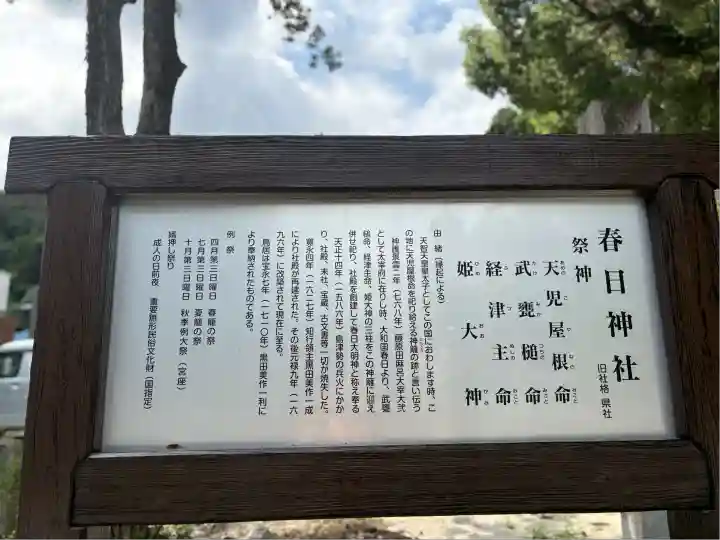 春日神社
旧社格 県社
祭神
天児屋根命
武甕槌命
経津主命
姫大神
由緒(縁起による)
天智天皇皇太子としてこの国におわします時、こ
の地に天児屋根命を祀り給える神籬の跡と言い伝う
神護景雲二年(七六八年)藤原田麻呂大宰大弐
として太宰府に在りし時、大和国春日より、武甕
槌命、経津主命、姫大神の三柱をこの神籬に迎え
併せ祀り、社殿を創建して春日大明神と称え奉る
天正十四年(一五八六年)島津勢の兵火にかか
り、社殿、末社、宝蔵、古文書等一切が焼失した。
寛永四年(一六二七年)知行領主黒田美作一成
により社殿が再建された。その後元禄九年(一六
九六年)に改築されて現在に至る。
鳥居は宝永七年(一七一〇年)黒田美作一利に
より奉納されたものである。
例祭
四月第三日曜日 春籠の祭
七月第三日曜日 夏籠の祭
十月第三日曜日 秋季例大祭(宮座)
婿押し祭り
成人の日前夜 重要無形民俗文化財(国指定)